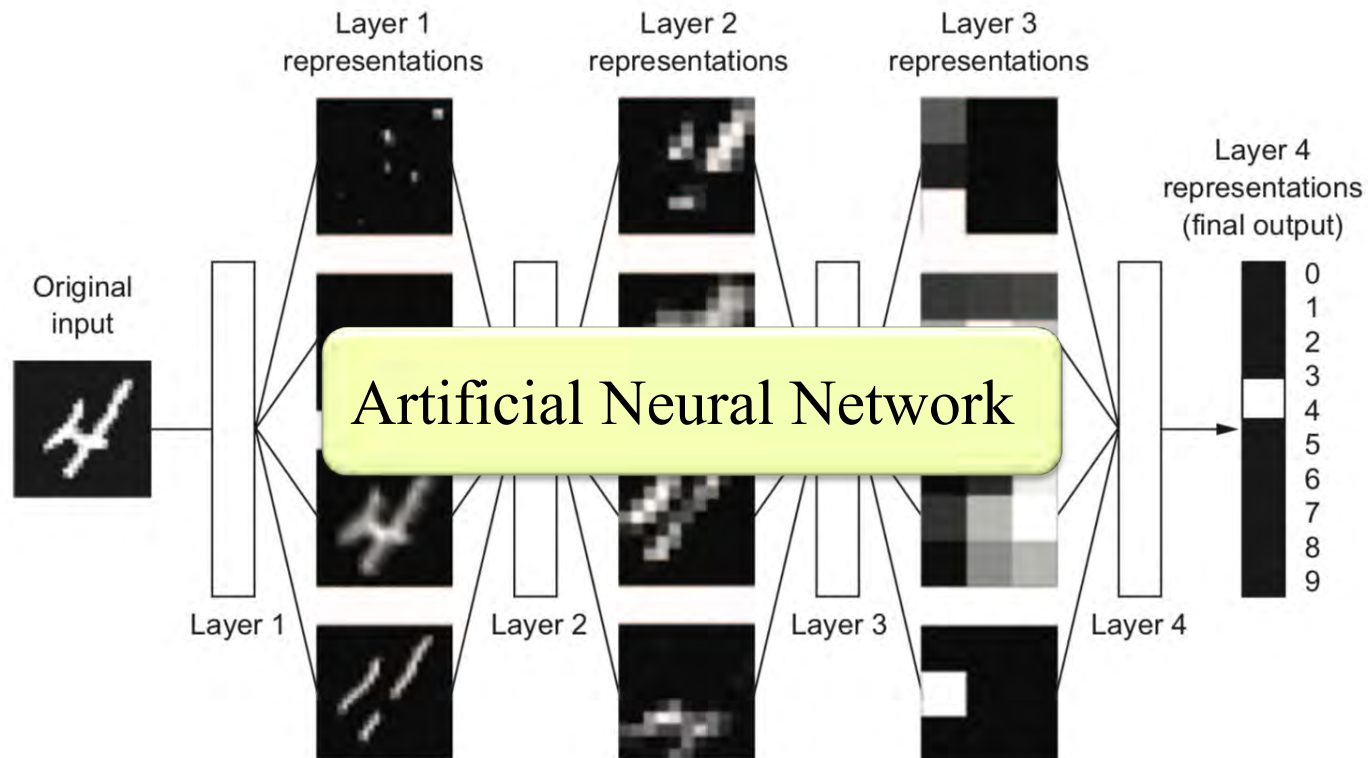 Layer 1
representations
Layer 2
representations
Layer 3
representations
Layer 4
representations
(final output)
Original
input
0
1
2
3
4
5
6
7
8
9
Artificial Neural Network
Layer 1
Layer 2
Layer 3
Layer 4